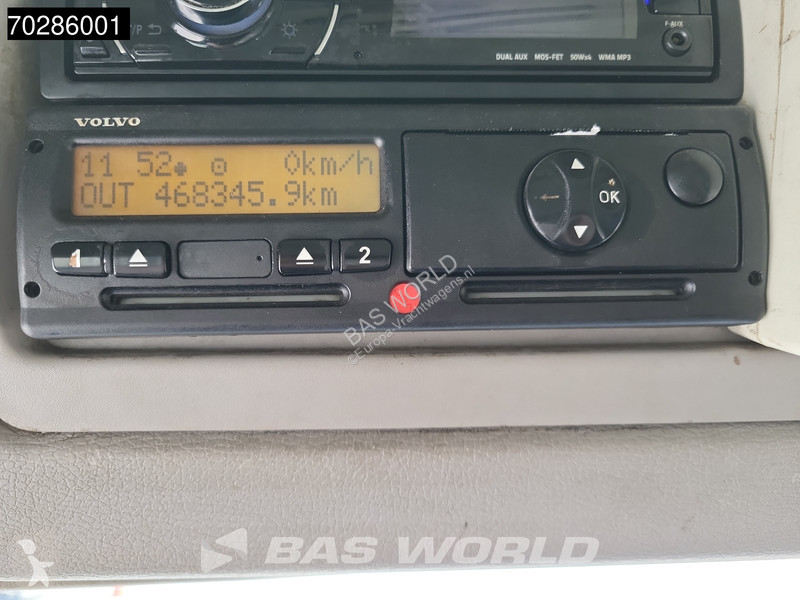 70286001
F-AUX
DUAL AUX MOS-FET 50Wx4 WMA MP3
VOLVO
11 52 0km/h
OUT 468345.9km
OK
1 2
BAS WORLD
©Europa-Vrachtwagens.nl
BAS WORLD